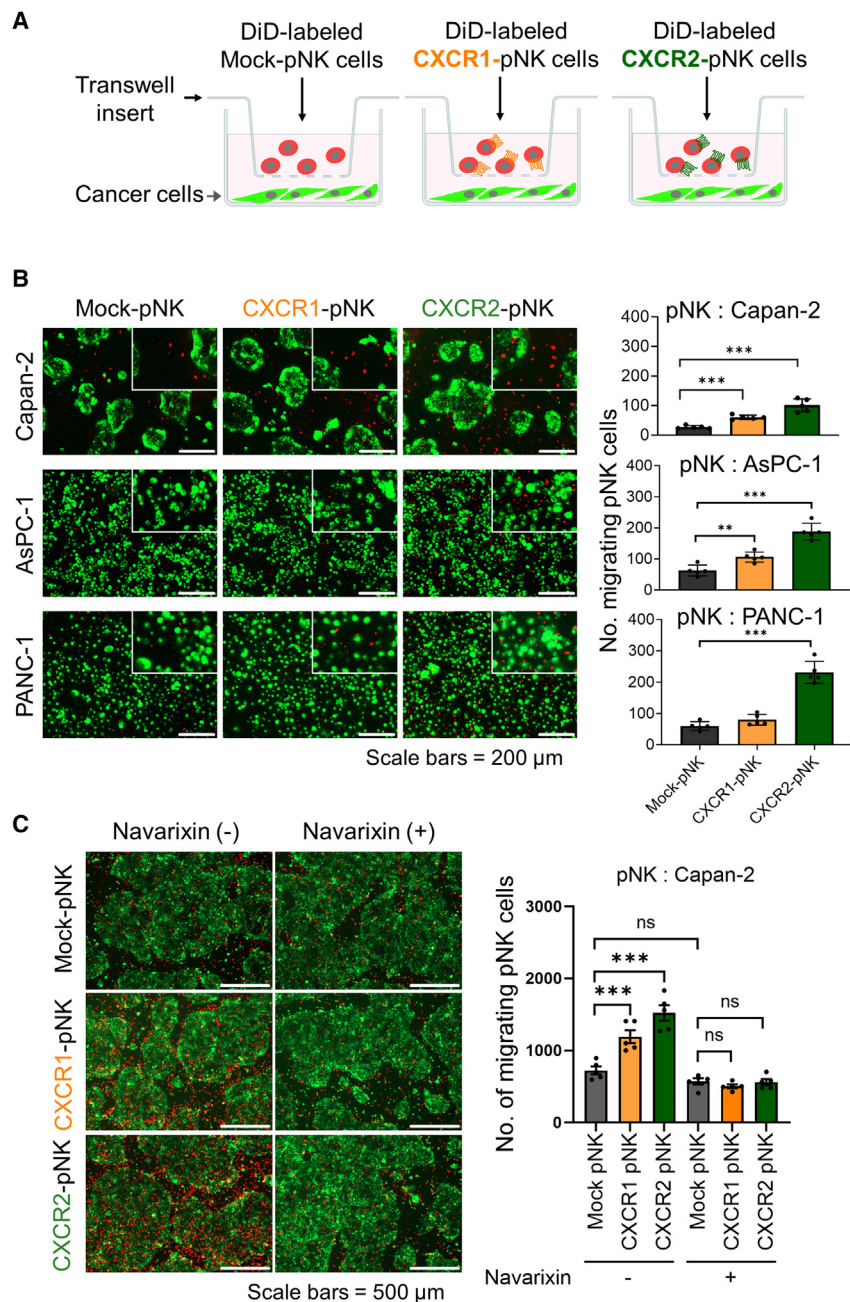 A
DiD-labeled
Mock-pNK cells
DiD-labeled
CXCR1-pNK cells
DiD-labeled
CXCR2-pNK cells
Transwell
insert
Cancer cells
B
Mock-pNK
CXCR1-pNK
CXCR2-pNK
Capan-2
AsPC-1
PANC-1
Scale bars = 200 µm
No. migrating pNK cells
pNK : Capan-2
400
300
200
100
0
***
***
pNK : AsPC-1
400
300
200
100
0
***
**
pNK : PANC-1
400
300
200
100
0
***
Mock-pNK
CXCR1-pNK
CXCR2-pNK
C
Navarixin (-)
Navarixin (+)
Mock-pNK
CXCR1-pNK
CXCR2-pNK
Scale bars = 500 µm
pNK : Capan-2
No. of migrating pNK cells
3000
2000
1000
0
ns
***
***
ns
ns
Mock pNK
CXCR1 pNK
CXCR2 pNK
Mock pNK
CXCR1 pNK
CXCR2 pNK
Navarixin
-
+